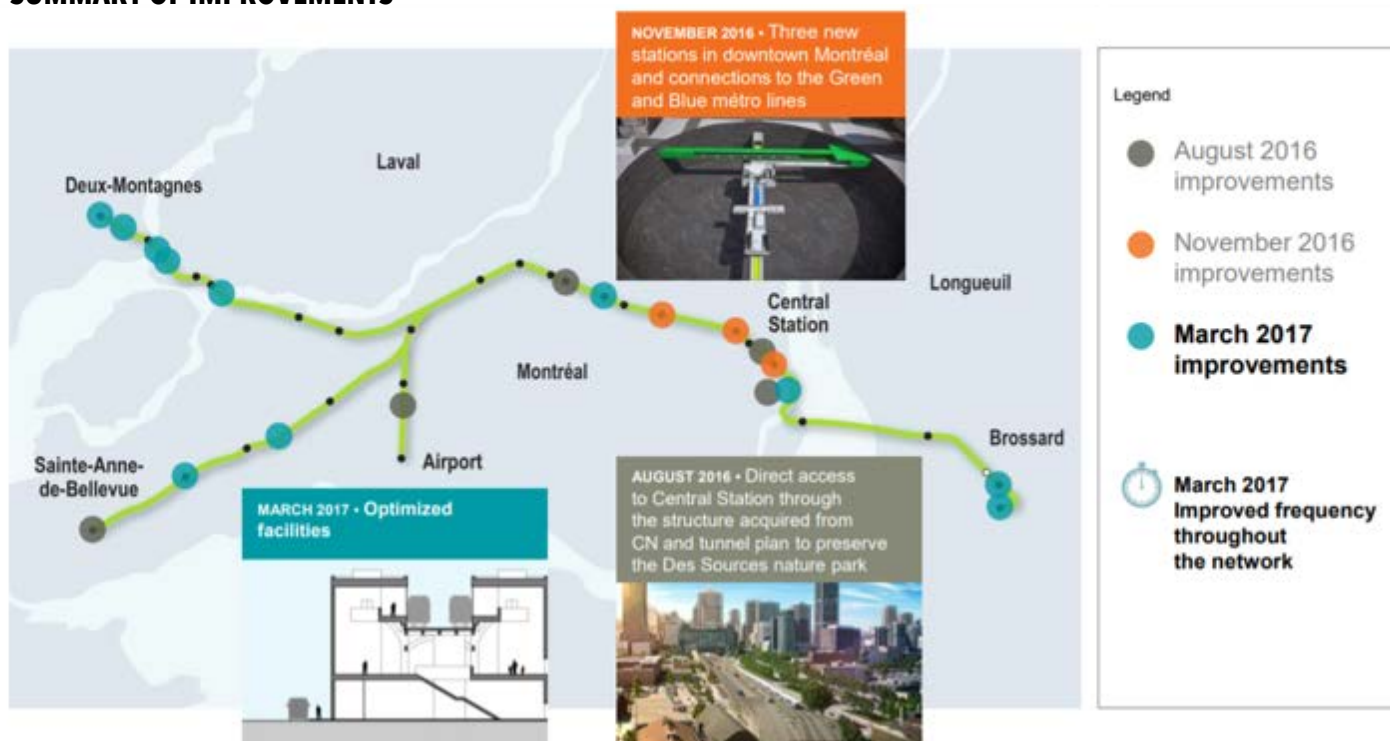 SUMMARY OF IMPROVEMENTS
NOVEMBER 2016 • Three new
stations in downtown Montréal
and connections to the Green
and Blue métro lines
Laval
Deux-Montagnes
Longueuil
Central
Station
Montréal
Brossard
Airport
Sainte-Anne-
de-Bellevue
MARCH 2017 • Optimized
facilities
AUGUST 2016 • Direct access
to Central Station through
the structure acquired from
CN and tunnel plan to preserve
the Des Sources nature park
Legend
August 2016
improvements
November 2016
improvements
March 2017
improvements
March 2017
Improved frequency
throughout
the network